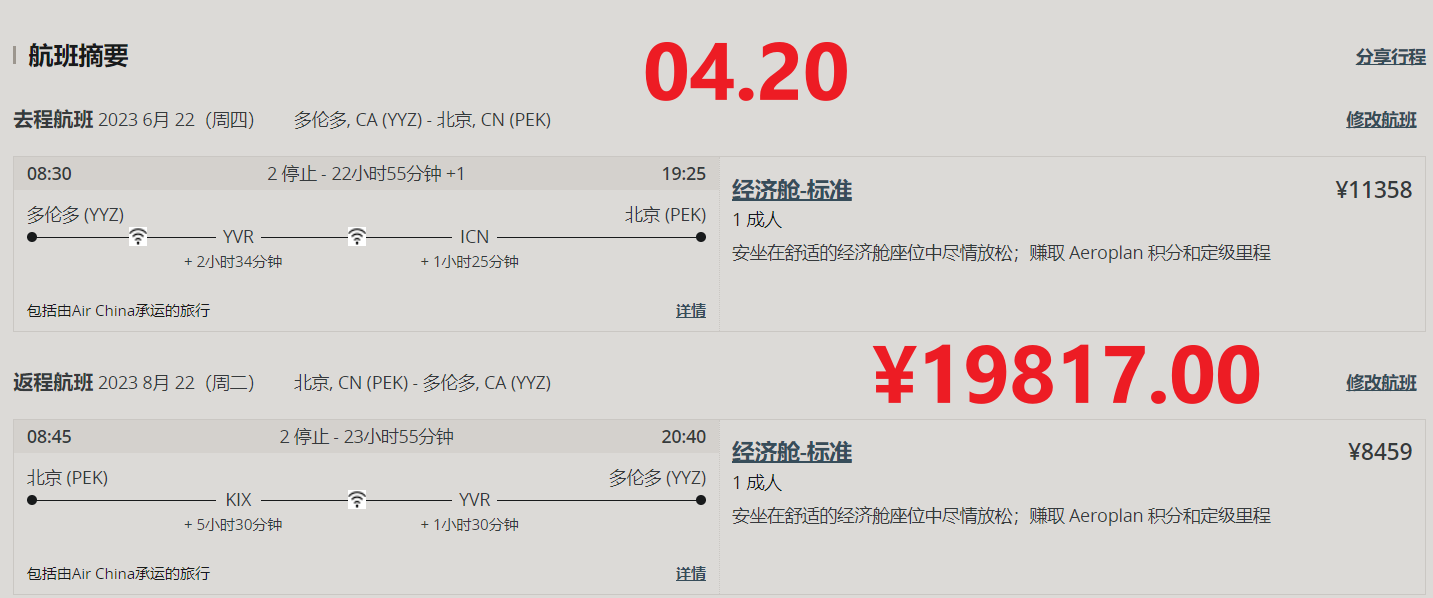 航班摘要
04.20
分享行程
去程航班 2023 6月 22（周四） 多伦多, CA (YYZ) - 北京, CN (PEK)
修改航班
08:30 2 停止 - 22小时55分钟 +1 19:25
经济舱-标准 ¥11358
多伦多 (YYZ) 北京 (PEK)
1 成人
YVR ICN
安坐在舒适的经济舱座位中尽情放松；赚取 Aeroplan 积分和定级里程
+ 2小时34分钟 + 1小时25分钟
包括由Air China承运的旅行 详情
¥19817.00
返程航班 2023 8月 22（周二） 北京, CN (PEK) - 多伦多, CA (YYZ)
修改航班
08:45 2 停止 - 23小时55分钟 20:40
经济舱-标准 ¥8459
北京 (PEK) 多伦多 (YYZ)
1 成人
KIX YVR
安坐在舒适的经济舱座位中尽情放松；赚取 Aeroplan 积分和定级里程
+ 5小时30分钟 + 1小时30分钟
包括由Air China承运的旅行 详情